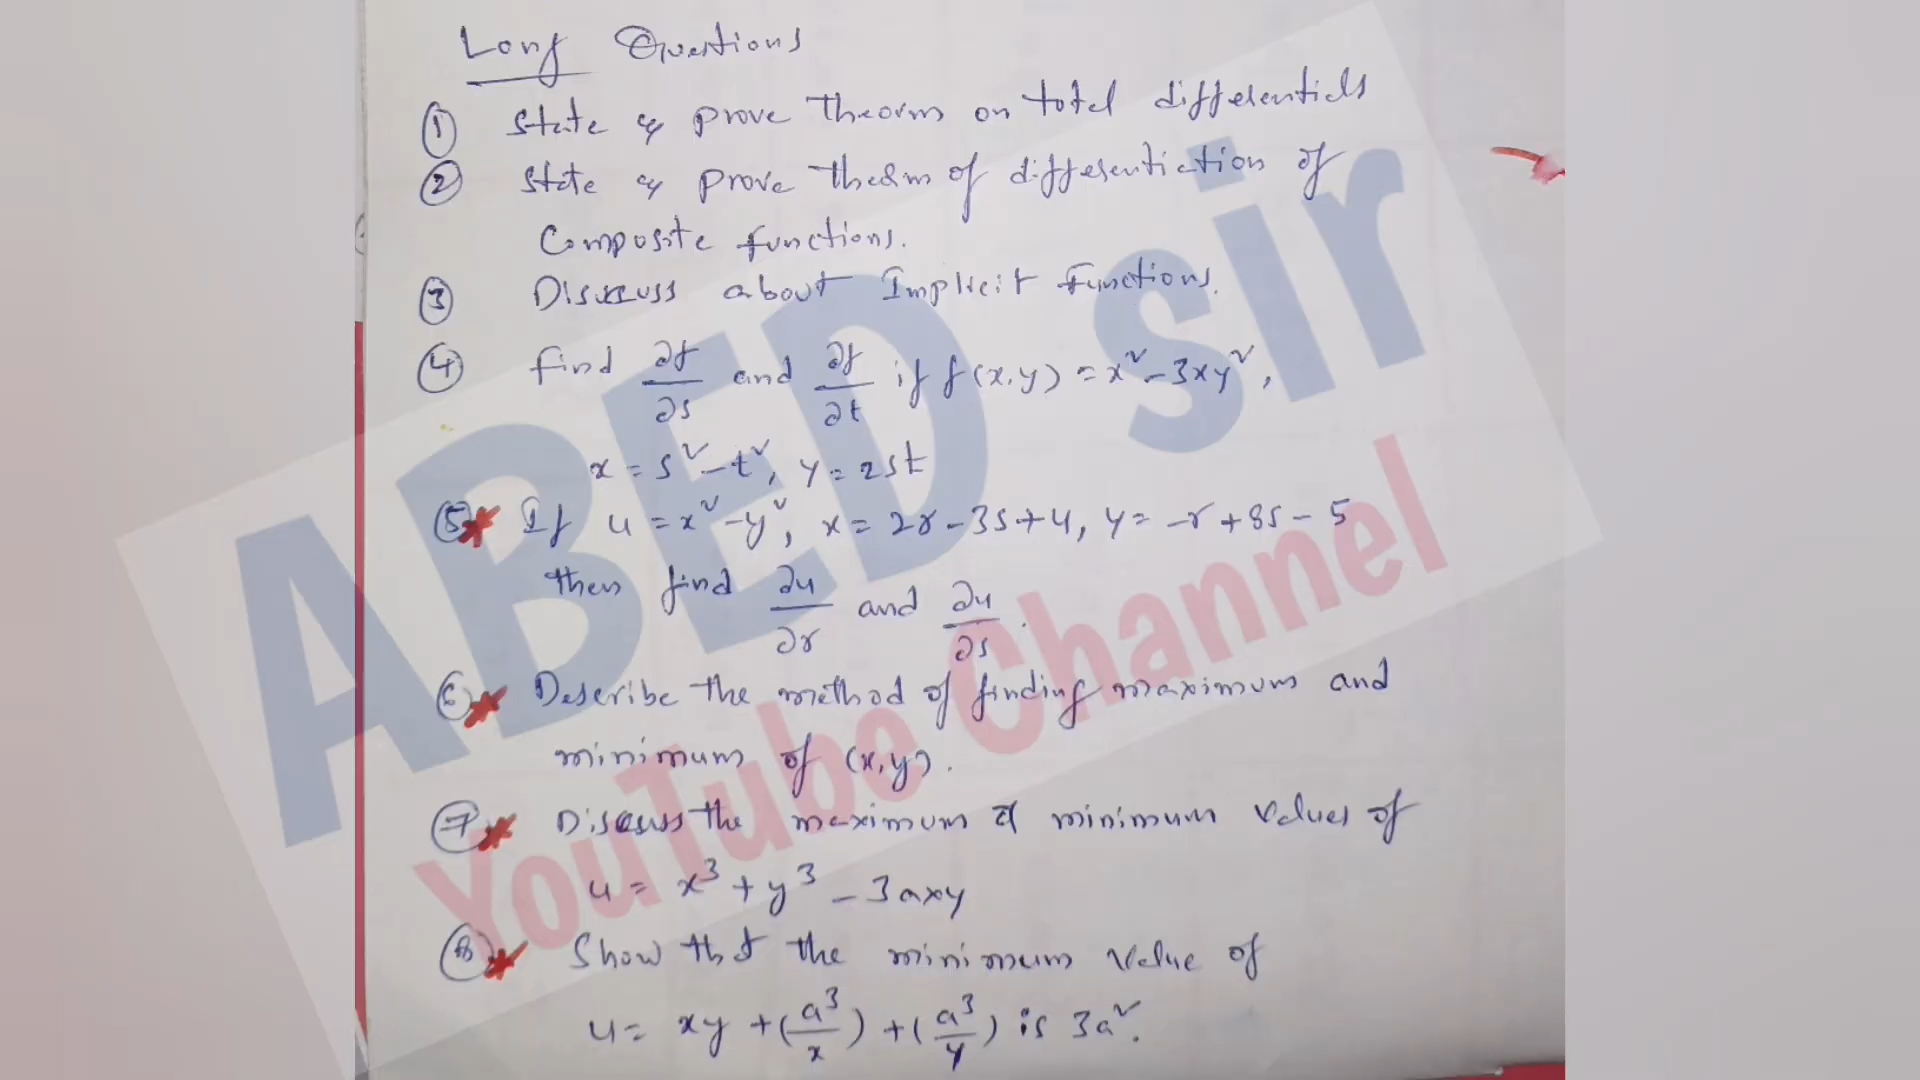 Long Questions
① State & prove Theorm on total differentials
② State & prove theorm of differentiation of
Composite functions.
③ Discuss about Implicit Functions.
④ find ∂f/∂s and ∂f/∂t if f(x,y) = x² - 3xy²,
x = s² - t², y = 2st
⑤ If u = x² - y², x = 2r - 3s + 4, y = -r + 8s - 5
then find ∂u/∂r and ∂u/∂s.
⑥ Describe the method of finding maximum and
minimum of (x,y).
⑦ Discuss the maximum & minimum values of
u = x³ + y³ - 3axy
⑧ Show that the minimum value of
u = xy + (a³/x) + (a³/y) is 3a².
ABED sir
YouTube Channel